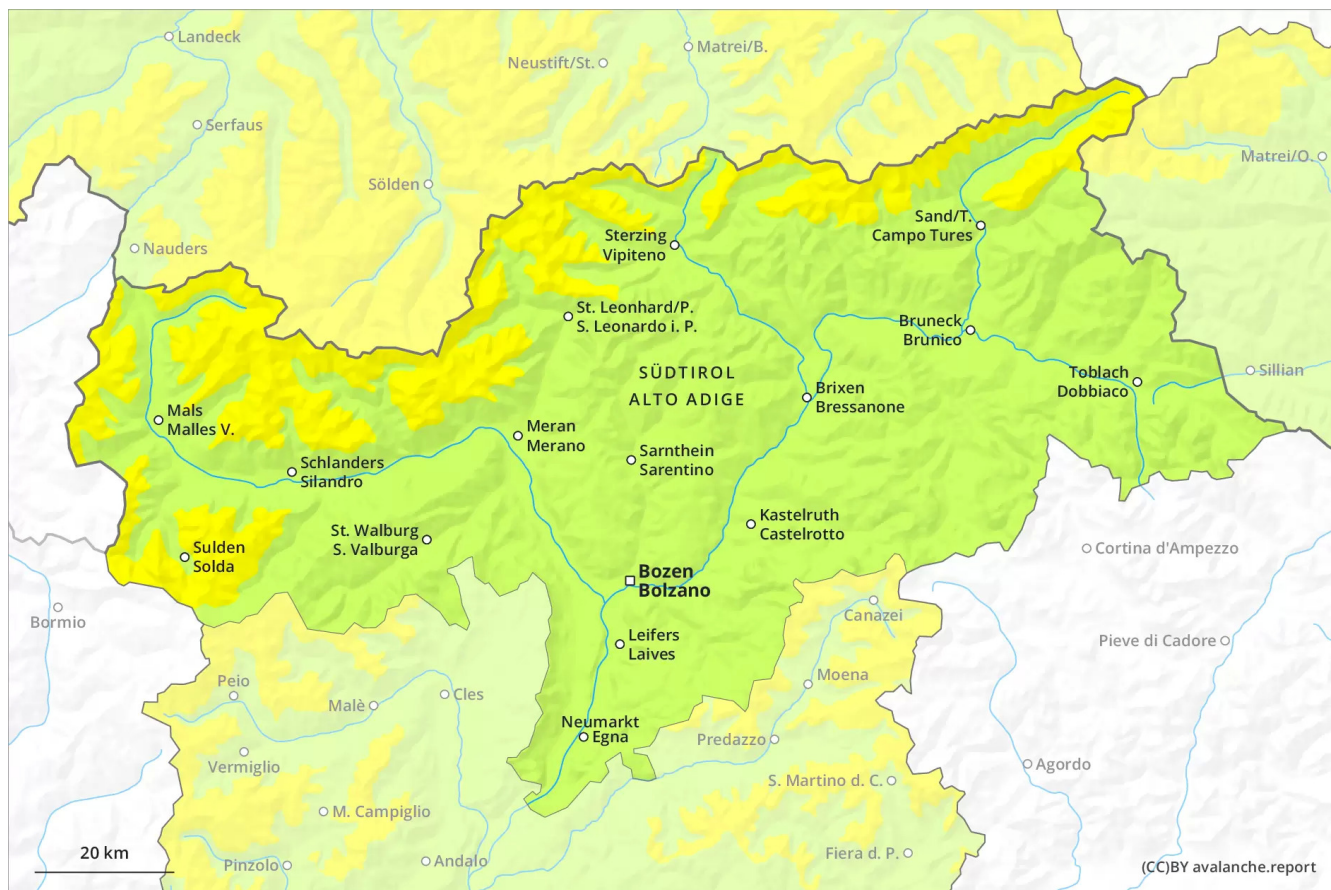 Landeck
Matrei/B.
Neustift/St.
Serfaus
Matrei/O.
Sölden
Sand/T.
Campo Tures
Sterzing
Vipiteno
Nauders
St. Leonhard/P.
S. Leonardo i. P.
Bruneck
Brunico
SÜDTIROL
ALTO ADIGE
Toblach
Dobbiaco
Sillian
Brixen
Bressanone
Mals
Malles V.
Meran
Merano
Sarnthein
Sarentino
Schlanders
Silandro
Kastelruth
Castelrotto
St. Walburg
S. Valburga
Sulden
Solda
Cortina d'Ampezzo
Bozen
Bolzano
Bormio
Canazei
Leifers
Laives
Pieve di Cadore
Peio
Moena
Malè
Cles
Neumarkt
Egna
Predazzo
Vermiglio
Agordo
S. Martino d. C.
M. Campiglio
20 km
Pinzolo
Andalo
Fiera d. P.
(CC)BY avalanche.report